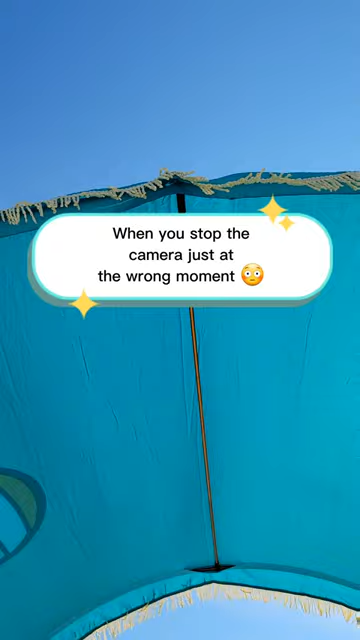 When you stop the
camera just at
the wrong moment 😳